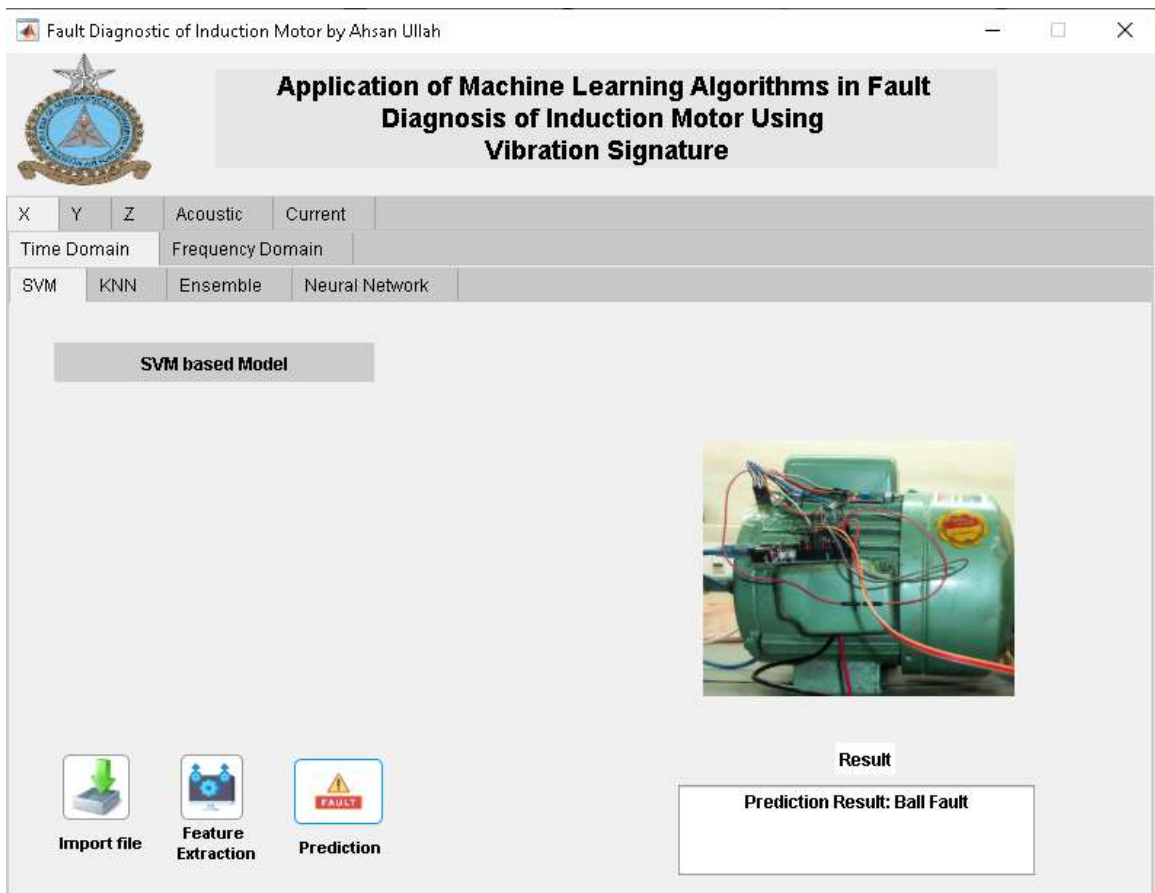 Fault Diagnostic of Induction Motor by Ahsan Ullah
Application of Machine Learning Algorithms in Fault
Diagnosis of Induction Motor Using
Vibration Signature
X Y Z Acoustic Current
Time Domain Frequency Domain
SVM KNN Ensemble Neural Network
SVM based Model
Result
Prediction Result: Ball Fault
FAULT
Import file
Feature
Extraction
Prediction